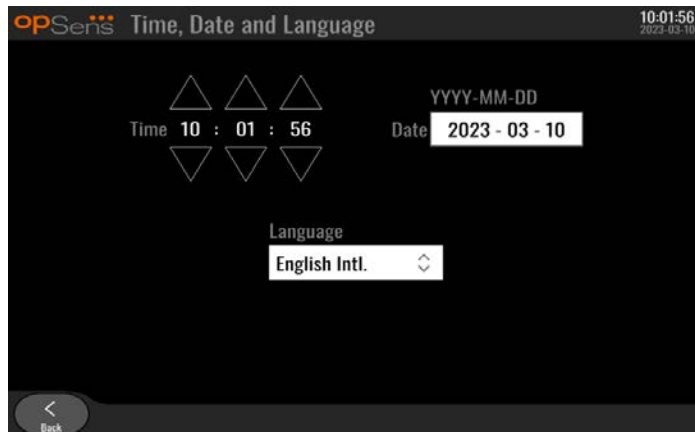 opSens Time, Date and Language
10:01:56
2023-03-10
YYYY-MM-DD
Time 10 : 01 : 56
Date 2023 - 03 - 10
Language
English Intl.
Back